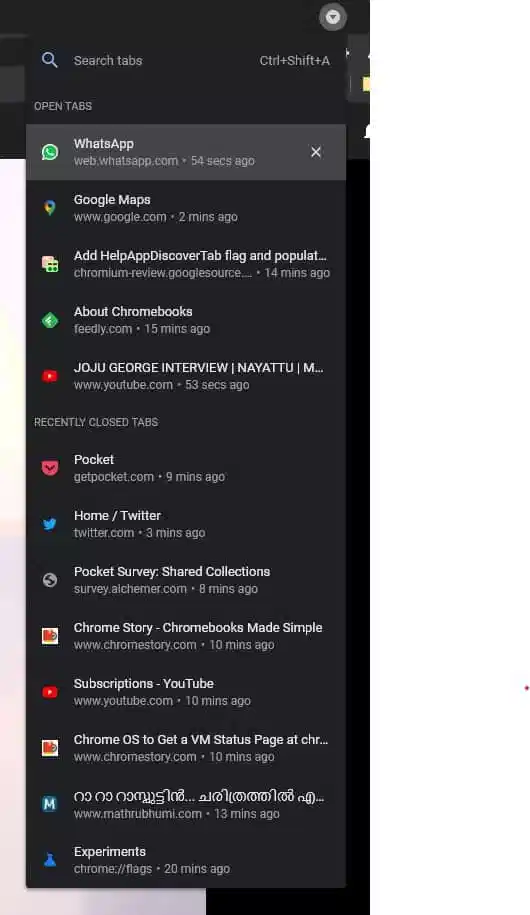 Search tabs Ctrl+Shift+A
OPEN TABS
WhatsApp
web.whatsapp.com • 54 secs ago
Google Maps
www.google.com • 2 mins ago
Add HelpAppDiscoverTab flag and populat...
chromium-review.googlesource.... • 14 mins ago
About Chromebooks
feedly.com • 15 mins ago
JOJU GEORGE INTERVIEW | NAYATTU | M...
www.youtube.com • 53 secs ago
RECENTLY CLOSED TABS
Pocket
getpocket.com • 9 mins ago
Home / Twitter
twitter.com • 3 mins ago
Pocket Survey: Shared Collections
survey.alchemer.com • 8 mins ago
Chrome Story - Chromebooks Made Simple
www.chromestory.com • 10 mins ago
Subscriptions - YouTube
www.youtube.com • 10 mins ago
Chrome OS to Get a VM Status Page at chr...
www.chromestory.com • 10 mins ago
റാ റാ റാസ്പുട്ടിൻ... ചരിത്രത്തിൽ എ...
www.mathrubhumi.com • 13 mins ago
Experiments
chrome://flags • 20 mins ago